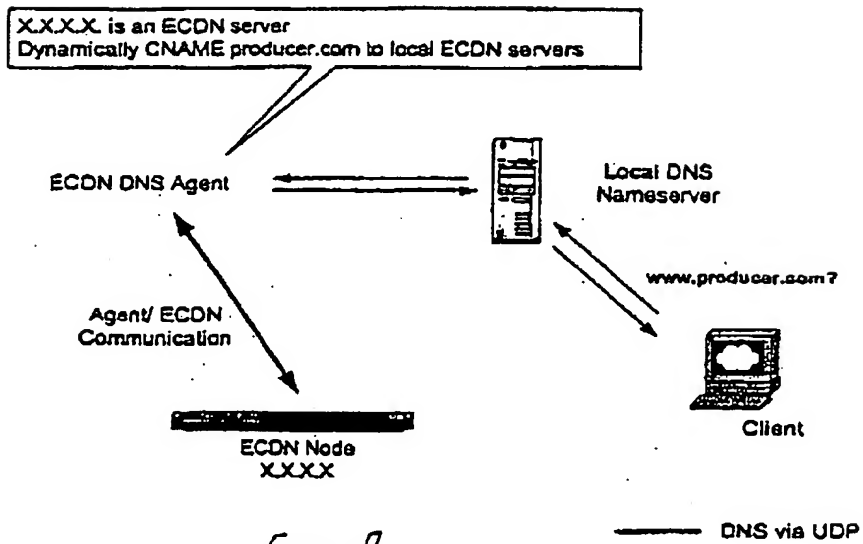 X.X.X.X. is an ECDN server
Dynamically CNAME producer.com to local ECDN servers
ECDN DNS Agent
Local DNS
Nameserver
www.producer.com?
Agent/ ECDN
Communication
Client
ECDN Node
X.X.X.X
DNS via UDP